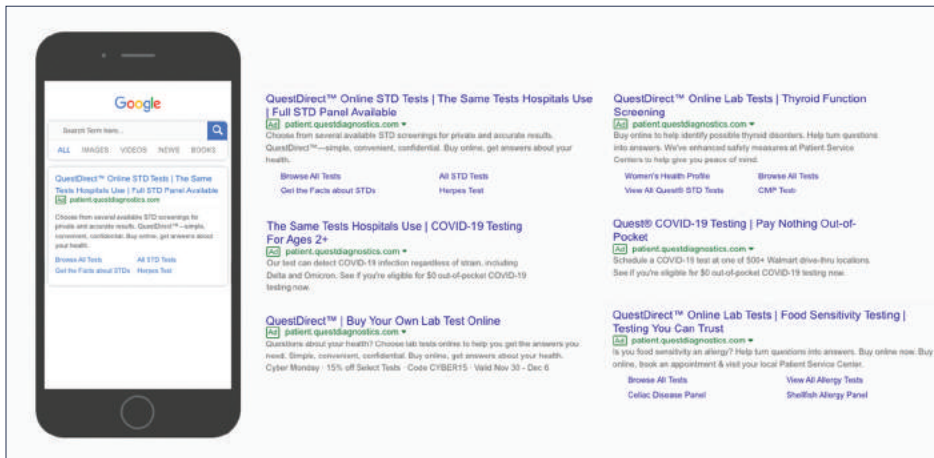 Google
Search Term here...
ALL IMAGES VIDEOS NEWS BOOKS
QuestDirect™ Online STD Tests | The Same
Tests Hospitals Use | Full STD Panel Available
Ad patient.questdiagnostics.com
Choose from several available STD screenings for
private and accurate results. QuestDirect™—simple,
convenient, confidential. Buy online, get answers about
your health.
Browse All Tests All STD Tests
Get the Facts about STDs Herpes Test
QuestDirect™ Online STD Tests | The Same Tests Hospitals Use
| Full STD Panel Available
Ad patient.questdiagnostics.com
Choose from several available STD screenings for private and accurate results.
QuestDirect™—simple, convenient, confidential. Buy online, get answers about your
health.
Browse All Tests All STD Tests
Get the Facts about STDs Herpes Test
The Same Tests Hospitals Use | COVID-19 Testing
For Ages 2+
Ad patient.questdiagnostics.com
Our test can detect COVID-19 infection regardless of strain, including
Delta and Omicron. See if you're eligible for $0 out-of-pocket COVID-19
testing now.
QuestDirect™ | Buy Your Own Lab Test Online
Ad patient.questdiagnostics.com
Questions about your health? Choose lab tests online to help you get the answers you
need. Simple, convenient, confidential. Buy online, get answers about your health.
Cyber Monday · 15% off Select Tests · Code CYBER15 · Valid Nov 30 - Dec 6
QuestDirect™ Online Lab Tests | Thyroid Function
Screening
Ad patient.questdiagnostics.com
Buy online to help identify possible thyroid disorders. Help turn questions
into answers. We've enhanced safety measures at Patient Service
Centers to help give you peace of mind.
Women's Health Profile Browse All Tests
View All Quest® STD Tests CMP Test
Quest® COVID-19 Testing | Pay Nothing Out-of-
Pocket
Ad patient.questdiagnostics.com
Schedule a COVID-19 test at one of 500+ Walmart drive-thru locations.
See if you're eligible for $0 out-of-pocket COVID-19 testing now.
QuestDirect™ Online Lab Tests | Food Sensitivity Testing |
Testing You Can Trust
Ad patient.questdiagnostics.com
Is you food sensitivity an allergy? Help turn questions into answers. Buy online now. Buy
online, book an appointment & visit your local Patient Service Center.
Browse All Tests View All Allergy Tests
Celiac Disease Panel Shellfish Allergy Panel